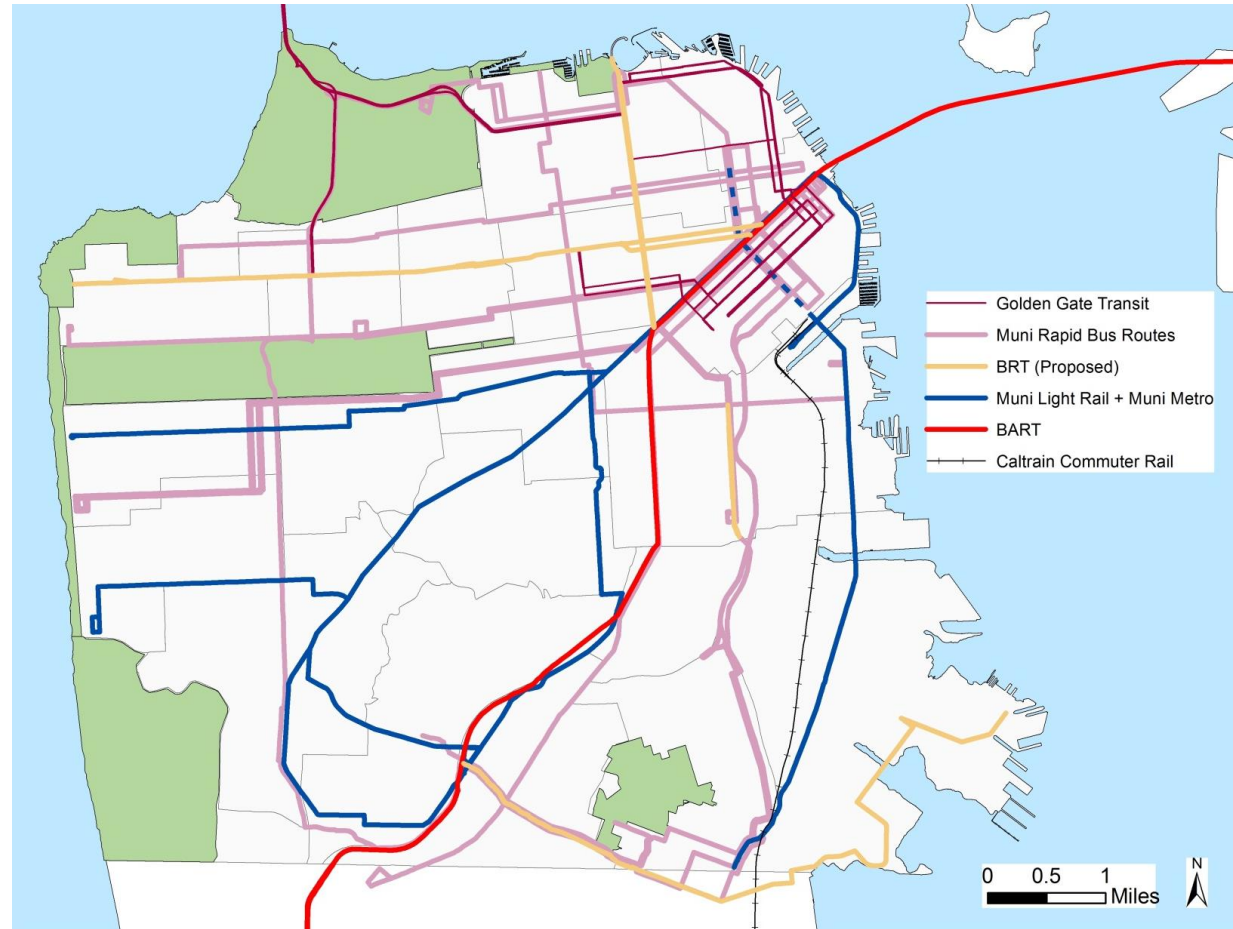 Golden Gate Transit
Muni Rapid Bus Routes
BRT (Proposed)
Muni Light Rail + Muni Metro
BART
Caltrain Commuter Rail
0 0.5 1
Miles
N